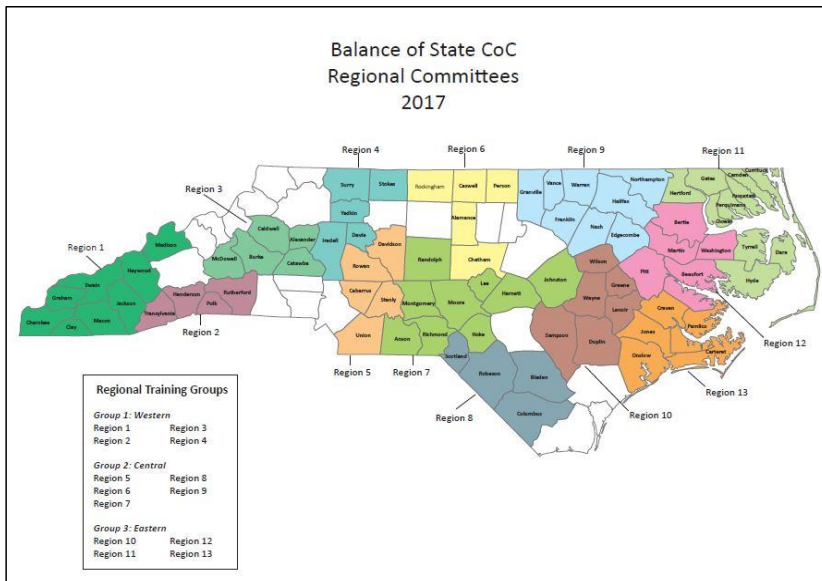 Balance of State CoC
Regional Committees
2017
Region 4
Region 6
Region 9
Region 11
Region 3
Region 1
Region 2
Region 5
Region 7
Region 8
Region 10
Region 12
Region 13
Surry
Stokes
Rockingham
Caswell
Person
Granville
Vance
Warren
Northampton
Hertford
Gates
Camden
Currituck
Pasquotank
Perquimans
Halifax
Yadkin
Alamance
Franklin
Bertie
Madison
Caldwell
Alexander
Iredell
Davie
Davidson
Nash
Edgecombe
Martin
Washington
Tyrrell
Dare
McDowell
Burke
Catawba
Rowan
Randolph
Chatham
Wilson
Haywood
Swain
Johnston
Pitt
Beaufort
Hyde
Graham
Jackson
Henderson
Rutherford
Polk
Transylvania
Cabarrus
Stanly
Montgomery
Moore
Lee
Harnett
Wayne
Greene
Lenoir
Craven
Pamlico
Cherokee
Clay
Macon
Union
Anson
Richmond
Hoke
Scotland
Sampson
Duplin
Jones
Onslow
Carteret
Robeson
Bladen
Columbus
Regional Training Groups
Group 1: Western
Region 1 Region 3
Region 2 Region 4
Group 2: Central
Region 5 Region 8
Region 6 Region 9
Region 7
Group 3: Eastern
Region 10 Region 12
Region 11 Region 13